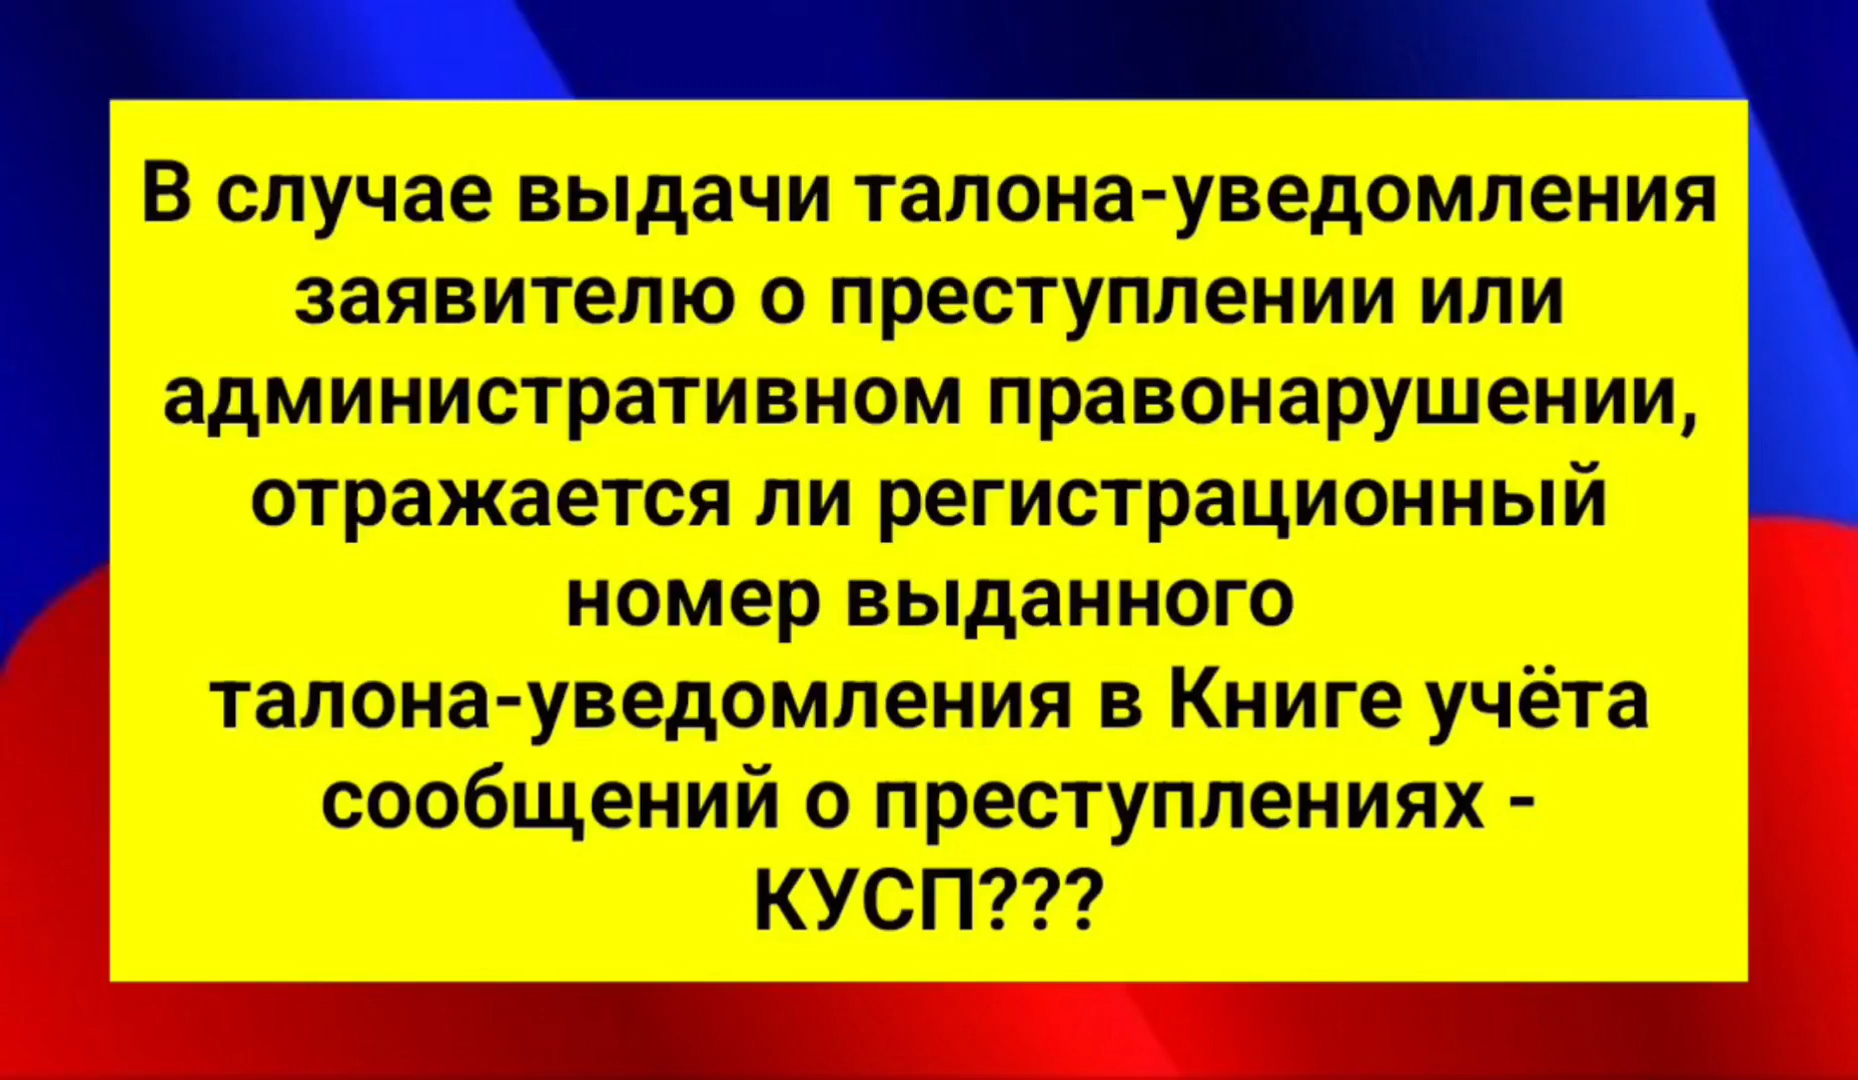 В случае выдачи талона-уведомления
заявителю о преступлении или
административном правонарушении,
отражается ли регистрационный
номер выданного
талона-уведомления в Книге учёта
сообщений о преступлениях -
КУСП???